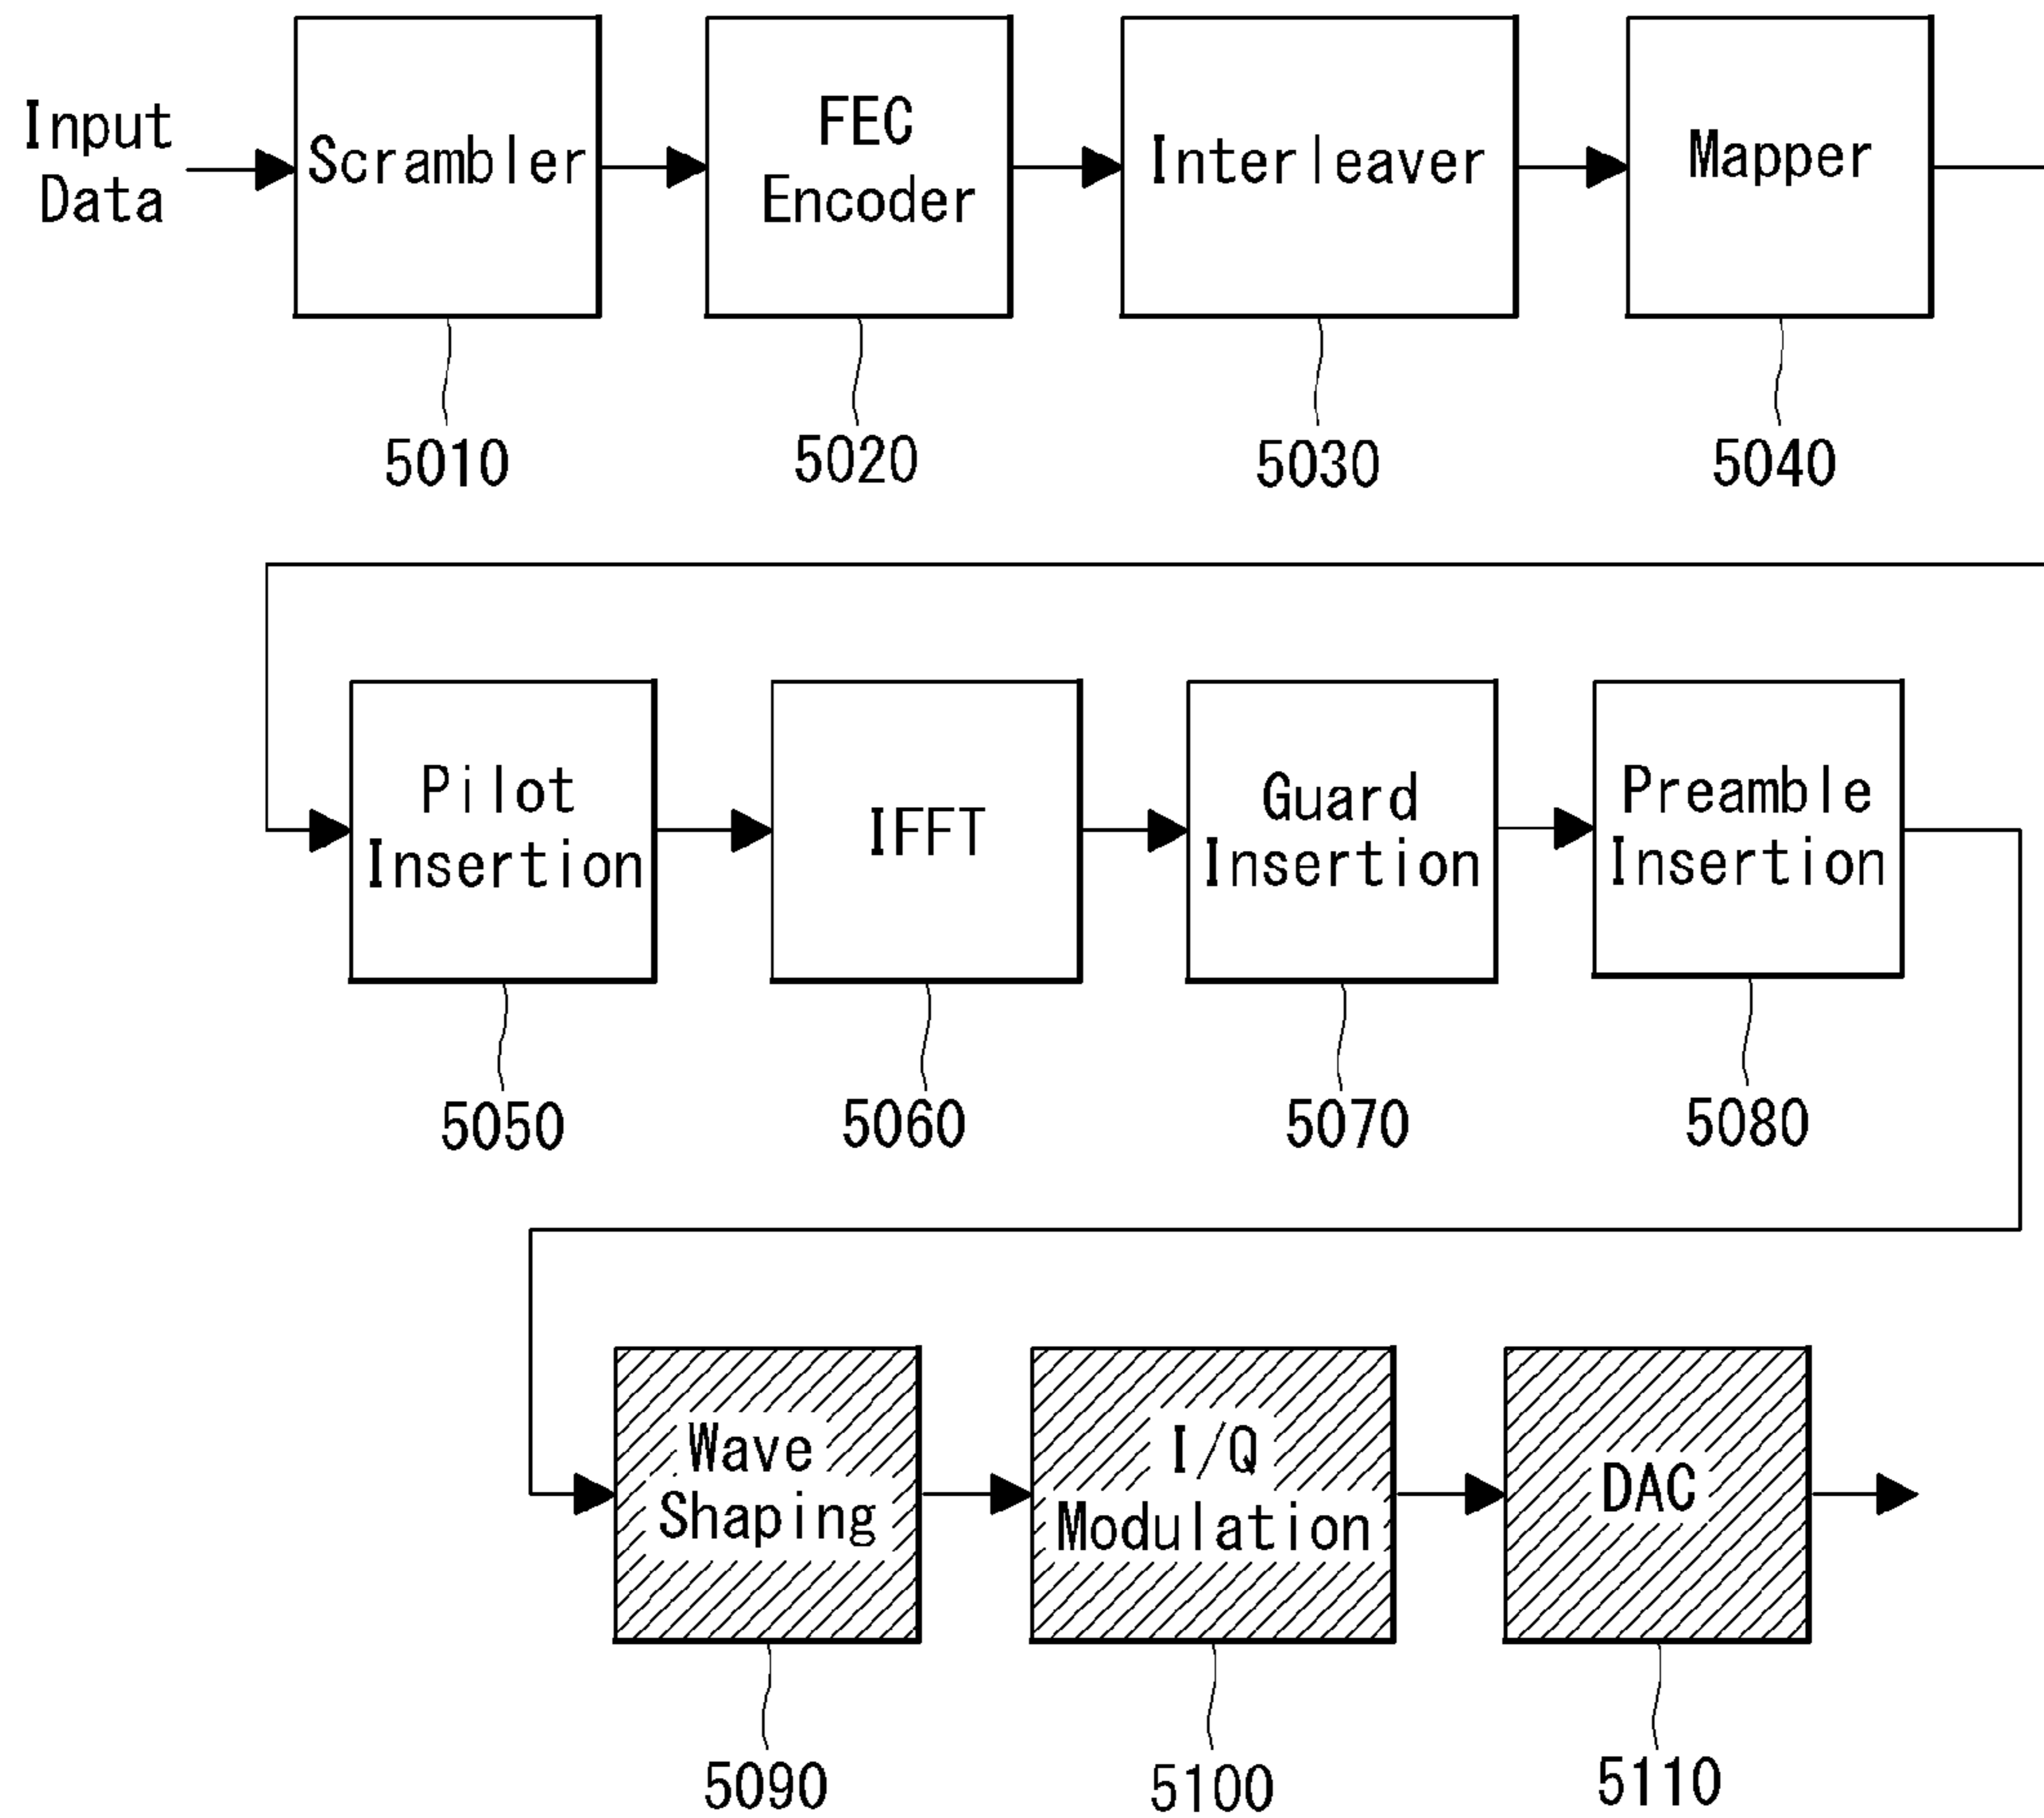 Input
Data
Scrambler
FEC
Encoder
Interleaver
Mapper
5010
5020
5030
5040
Pilot
Insertion
IFFT
Guard
Insertion
Preamble
Insertion
5050
5060
5070
5080
Wave
Shaping
I/Q
Modulation
DAC
5090
5100
5110